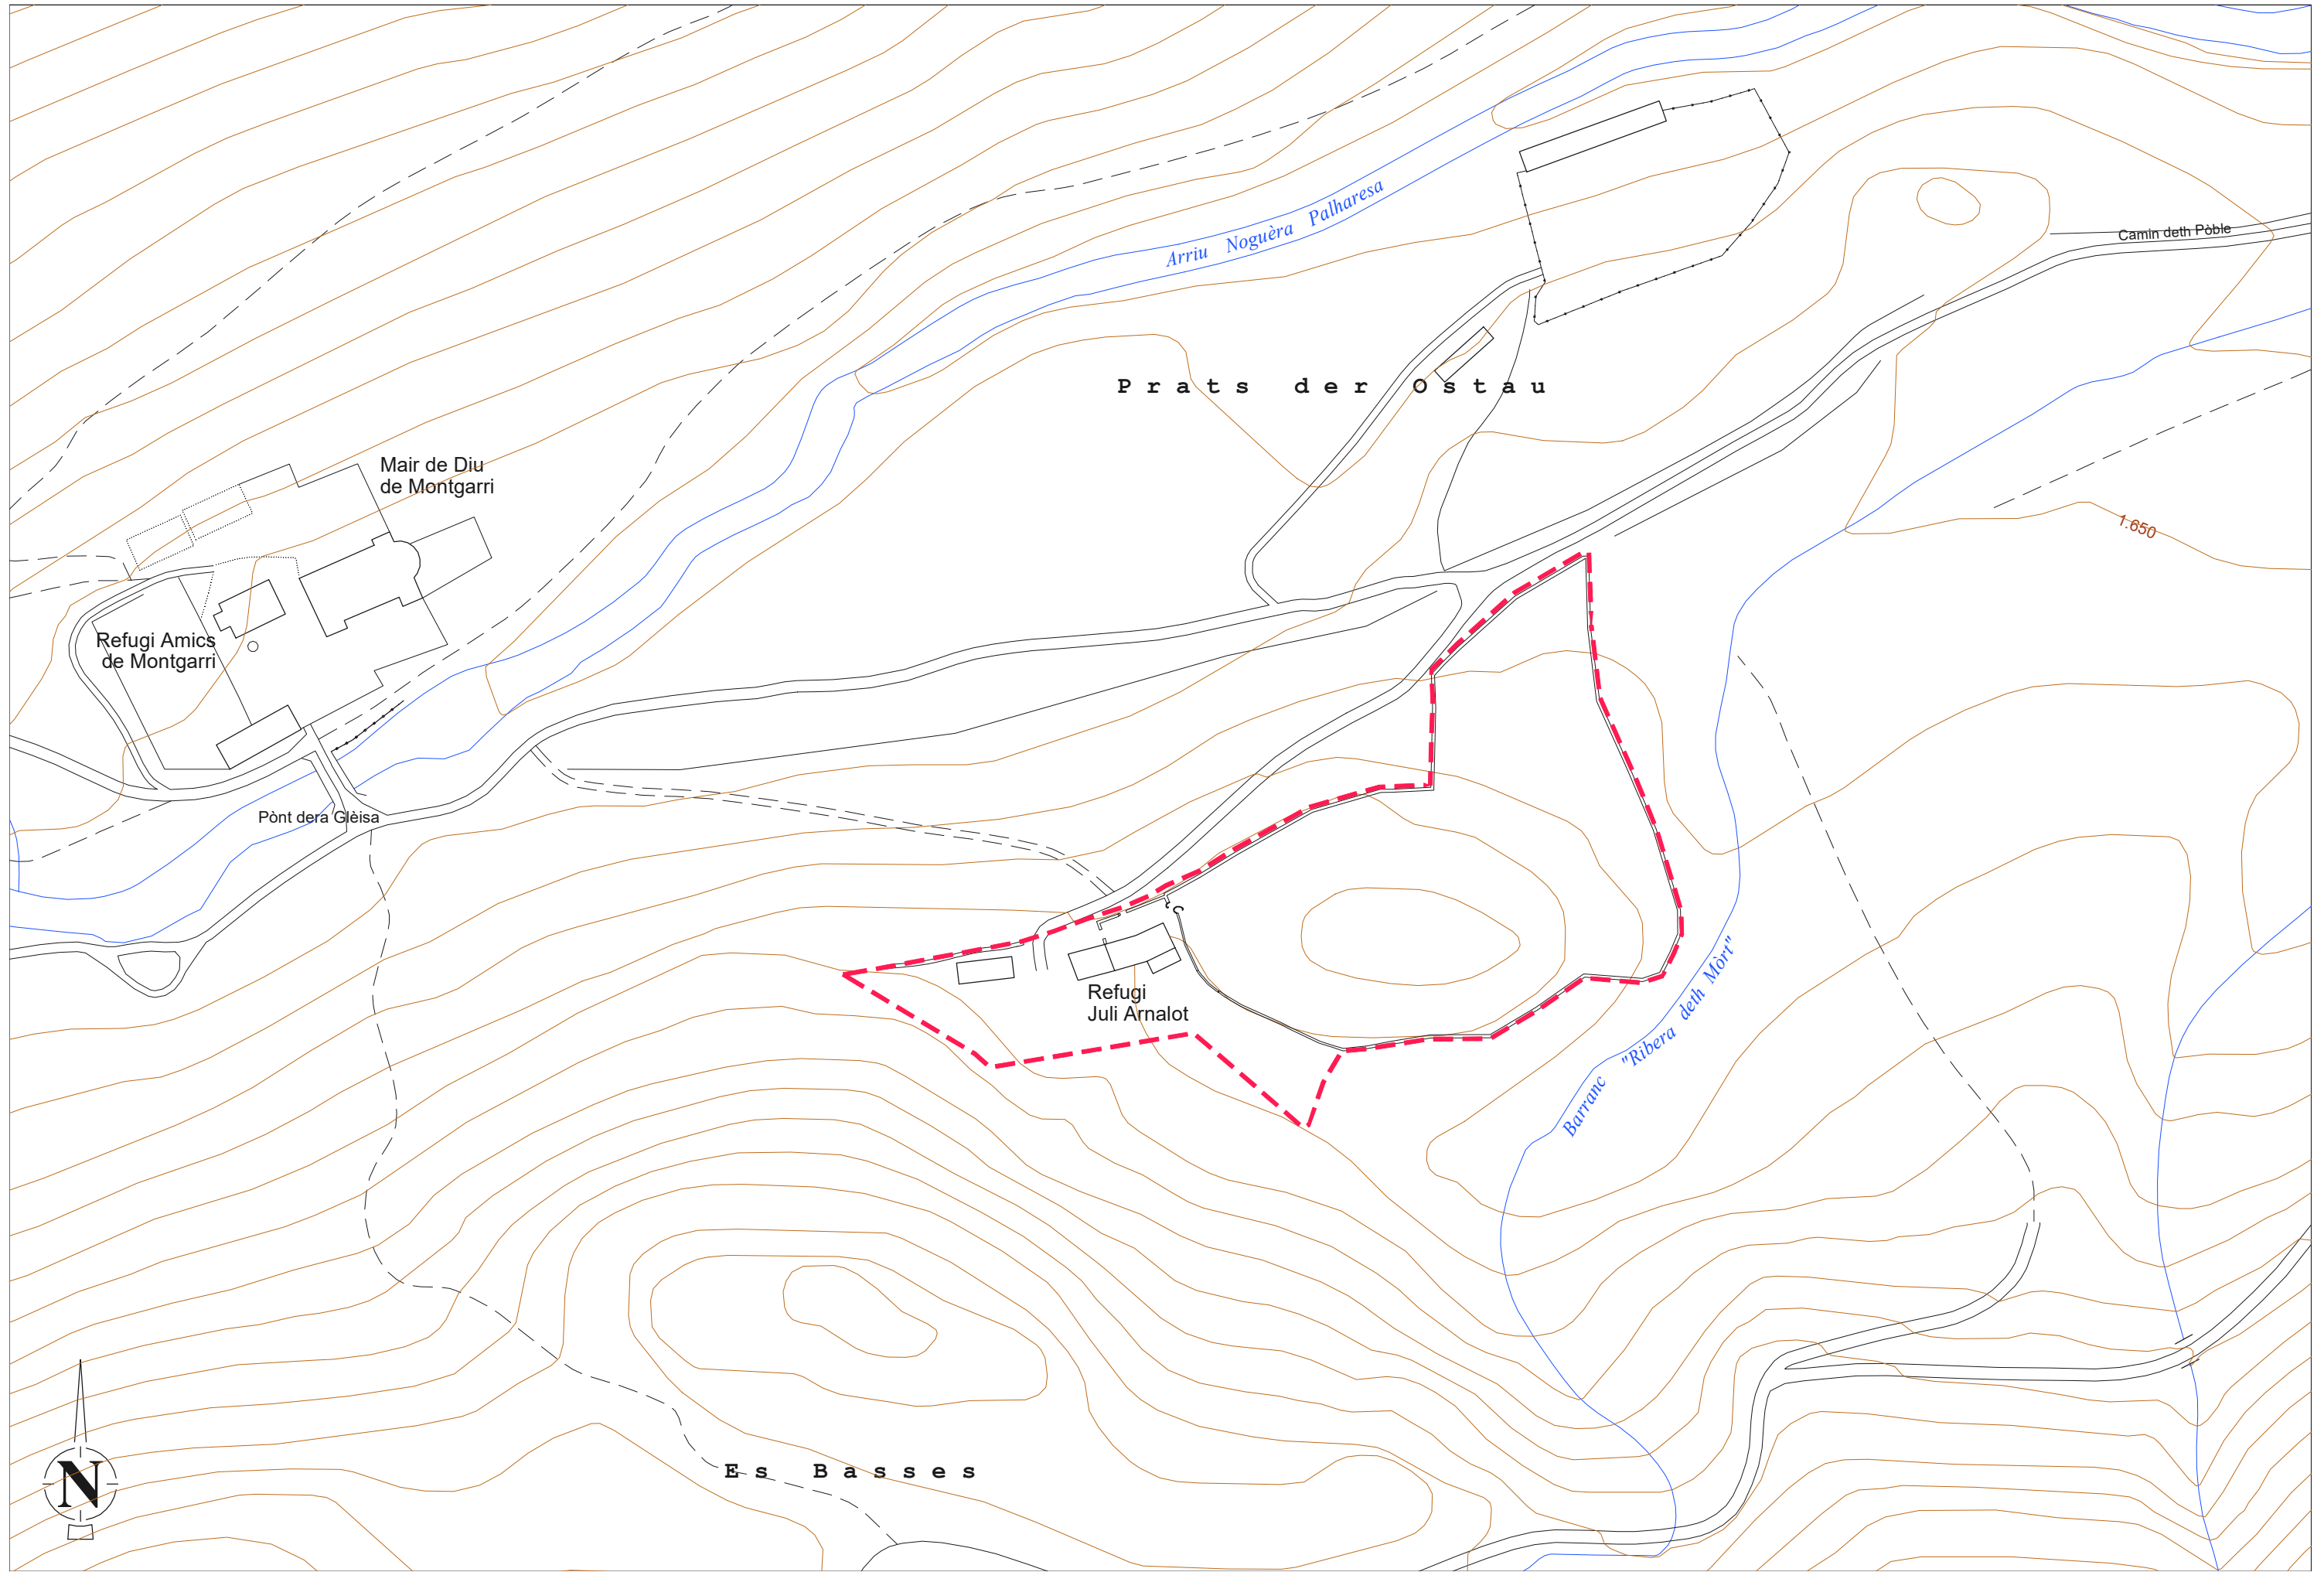 Camin deth Pòble
Arriu Noguèra Palharesa
Prats der Ostau
Mair de Diu
de Montgarri
1.650
Refugi Amics
de Montgarri
Pònt dera Glèisa
Refugi
Juli Arnalot
Barranc "Ribera deth Mòrt"
Es Basses
N